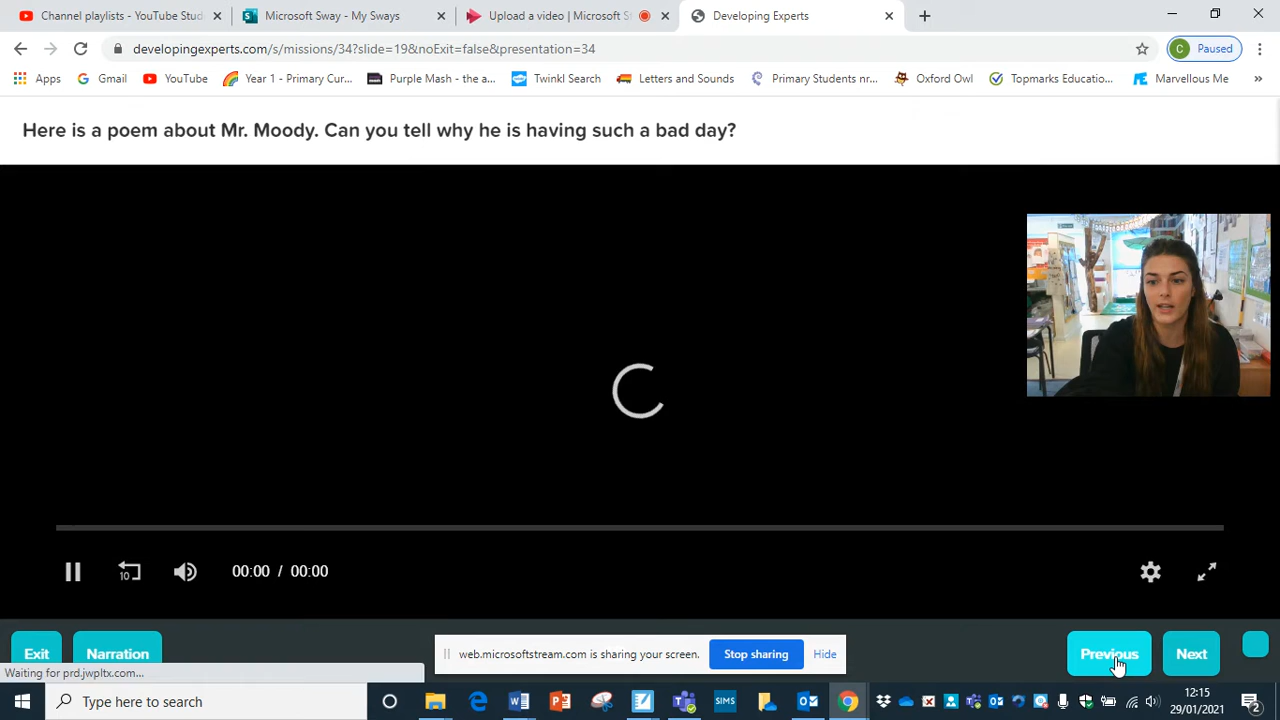 Channel playlists - YouTube Stu
Microsoft Sway - My Sways
Upload a video | Microsoft St
Developing Experts
developingexperts.com/s/missions/34?slide=19&noExit=false&presentation=34
Paused
Apps
Gmail
YouTube
Year 1 - Primary Cur...
Purple Mash - the a...
Twinkl Search
Letters and Sounds
Primary Students nr...
Oxford Owl
Topmarks Educatio...
Marvellous Me
Here is a poem about Mr. Moody. Can you tell why he is having such a bad day?
10
00:00 / 00:00
Exit
Narration
web.microsoftstream.com is sharing your screen.
Stop sharing
Hide
Previous
Next
Waiting for prd.jwpltx.com...
Type here to search
SIMS
12:15
29/01/2021
2